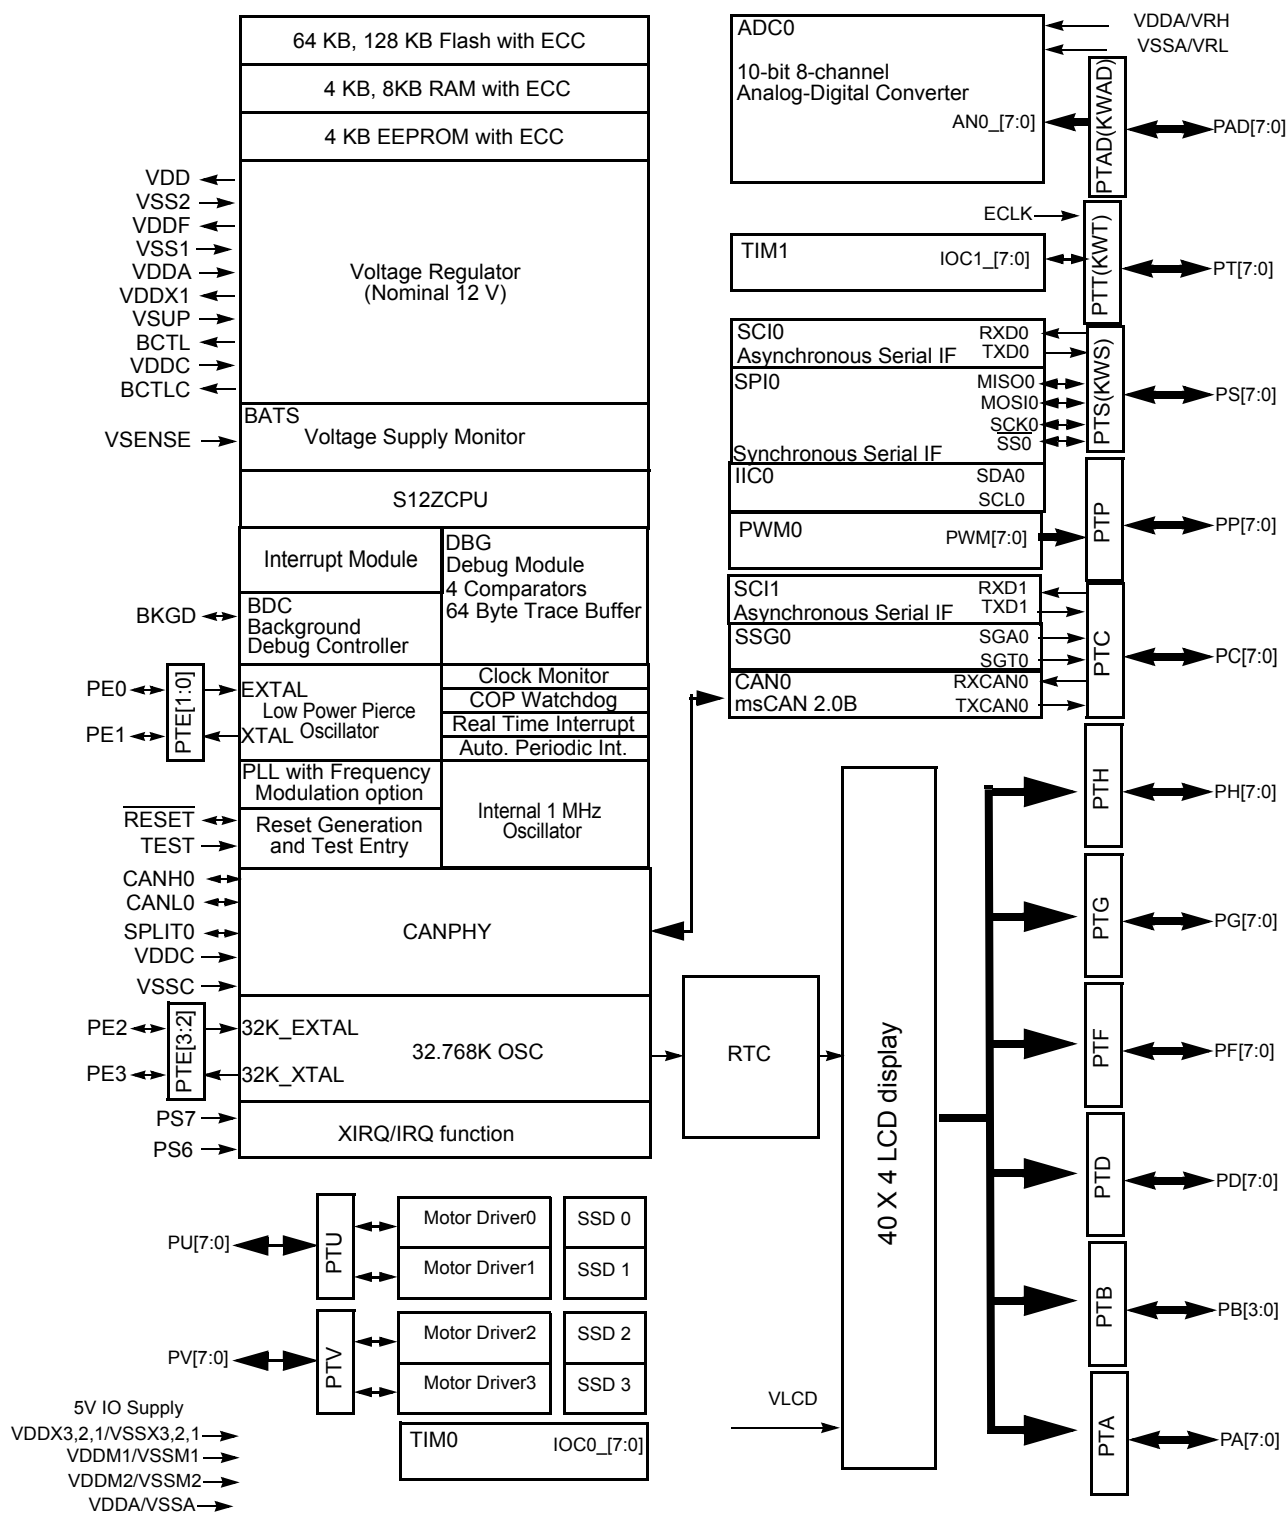 64 KB, 128 KB Flash with ECC
4 KB, 8KB RAM with ECC
4 KB EEPROM with ECC
VDD
VSS2
VDDF
VSS1
VDDA
VDDX1
VSUP
BCTL
VDDC
BCTLC
Voltage Regulator
(Nominal 12 V)
VSENSE
BATS
Voltage Supply Monitor
S12ZCPU
Interrupt Module
DBG
Debug Module
4 Comparators
64 Byte Trace Buffer
BKGD
BDC
Background
Debug Controller
PE0
PE1
PTE[1:0]
EXTAL
Low Power Pierce
XTAL Oscillator
Clock Monitor
COP Watchdog
Real Time Interrupt
Auto. Periodic Int.
PLL with Frequency
Modulation option
RESET
TEST
Reset Generation
and Test Entry
Internal 1 MHz
Oscillator
CANH0
CANL0
SPLIT0
VDDC
VSSC
CANPHY
PE2
PE3
PTE[3:2]
32K_EXTAL
32.768K OSC
32K_XTAL
PS7
PS6
XIRQ/IRQ function
PU[7:0]
PTU
Motor Driver0
SSD 0
Motor Driver1
SSD 1
PV[7:0]
PTV
Motor Driver2
SSD 2
Motor Driver3
SSD 3
5V IO Supply
VDDX3,2,1/VSSX3,2,1
VDDM1/VSSM1
VDDM2/VSSM2
VDDA/VSSA
TIM0
IOC0_[7:0]
ADC0
10-bit 8-channel
Analog-Digital Converter
AN0_[7:0]
VDDA/VRH
VSSA/VRL
PTAD(KWAD)
PAD[7:0]
ECLK
TIM1
IOC1_[7:0]
PTT(KWT)
PT[7:0]
SCI0
RXD0
Asynchronous Serial IF
TXD0
SPI0
MISO0
MOSI0
SCK0
SS0
Synchronous Serial IF
PTS(KWS)
PS[7:0]
IIC0
SDA0
SCL0
PWM0
PWM[7:0]
PTP
PP[7:0]
SCI1
RXD1
Asynchronous Serial IF
TXD1
SSG0
SGA0
SGT0
CAN0
RXCAN0
msCAN 2.0B
TXCAN0
PTC
PC[7:0]
RTC
40 X 4 LCD display
VLCD
PTH
PH[7:0]
PTG
PG[7:0]
PTF
PF[7:0]
PTD
PD[7:0]
PTB
PB[3:0]
PTA
PA[7:0]